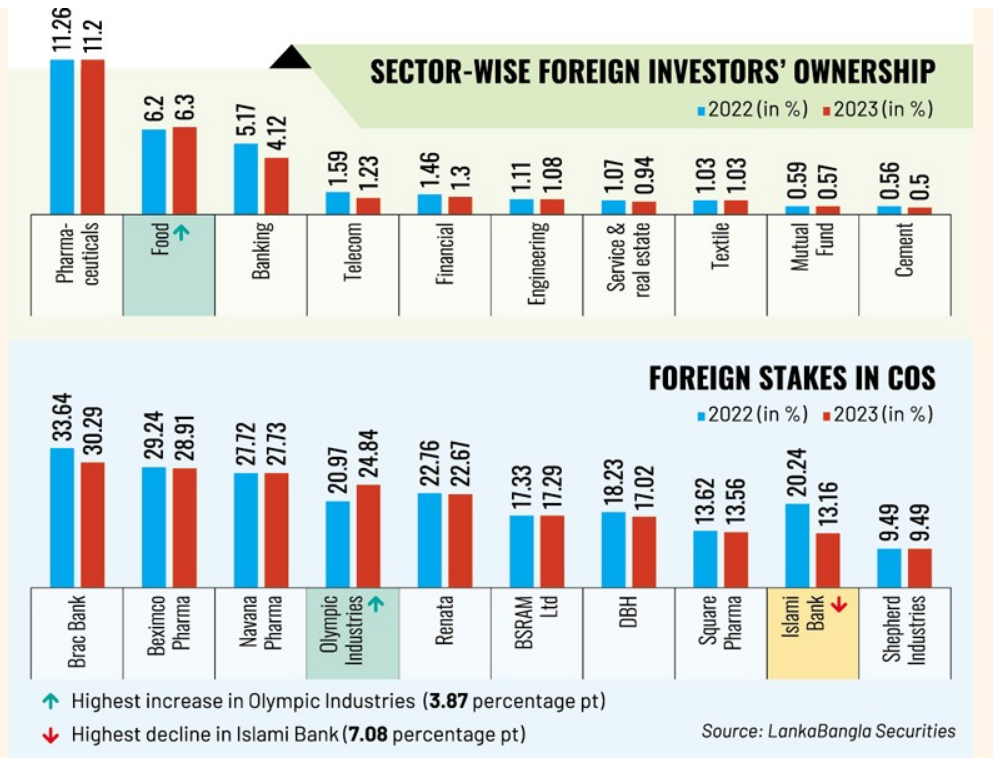 SECTOR-WISE FOREIGN INVESTORS' OWNERSHIP
2022 (in %) 2023 (in %)
11.26 11.2
6.2 6.3
5.17 4.12
1.59 1.23
1.46 1.3
1.11 1.08
1.07 0.94
1.03 1.03
0.59 0.57
0.56 0.5
Pharma-
ceuticals
Food
Banking
Telecom
Financial
Engineering
Service &
real estate
Textile
Mutual
Fund
Cement
FOREIGN STAKES IN COS
2022 (in %) 2023 (in %)
33.64 30.29
29.24 28.91
27.72 27.73
20.97 24.84
22.76 22.67
17.33 17.29
18.23 17.02
13.62 13.56
20.24 13.16
9.49 9.49
Brac Bank
Beximco
Pharma
Navana
Pharma
Olympic
Industries
Renata
BSRAM
Ltd
DBH
Square
Pharma
Islami
Bank
Shepherd
Industries
Highest increase in Olympic Industries (3.87 percentage pt)
Highest decline in Islami Bank (7.08 percentage pt)
Source: LankaBangla Securities